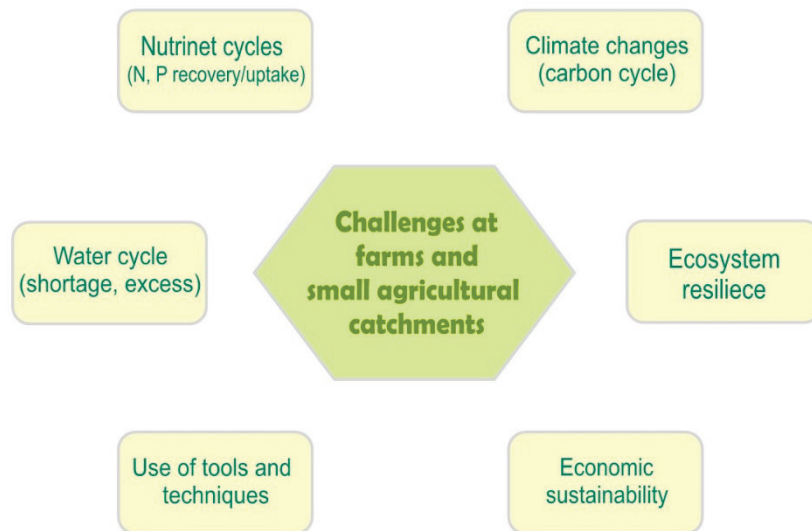 Nutrinet cycles
(N, P recovery/uptake)
Climate changes
(carbon cycle)
Water cycle
(shortage, excess)
Challenges at
farms and
small agricultural
catchments
Ecosystem
resiliece
Use of tools and
techniques
Economic
sustainability